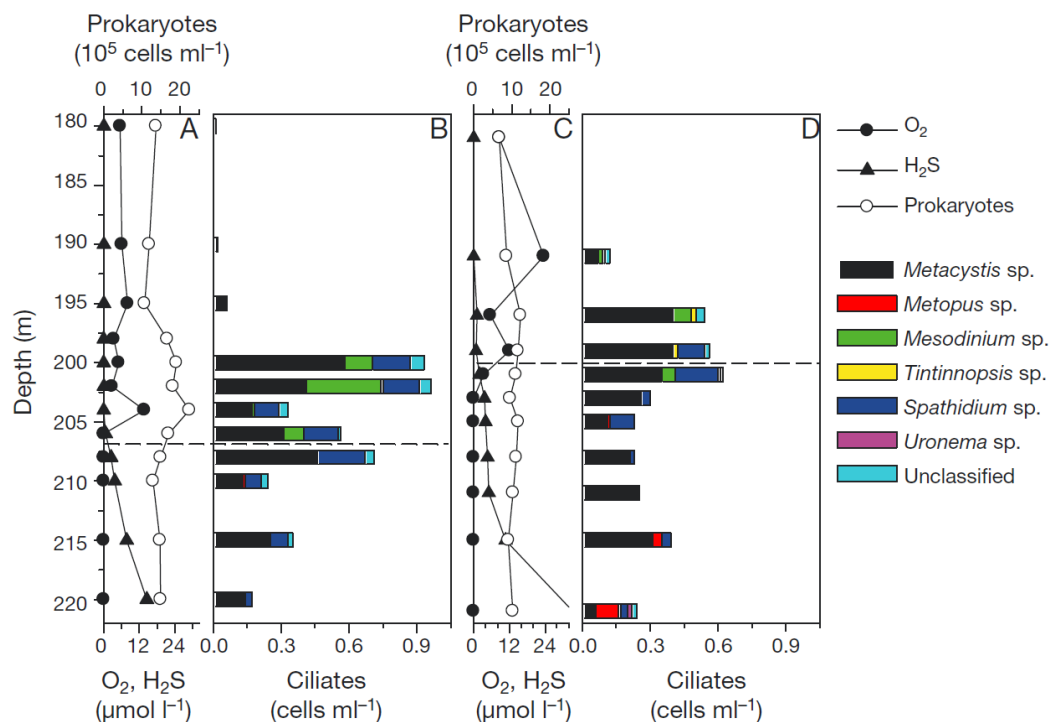 Prokaryotes
(10⁵ cells ml⁻¹)
0 10 20
Prokaryotes
(10⁵ cells ml⁻¹)
0 10 20
A
B
C
D
Depth (m)
180
185
190
195
200
205
210
215
220
0 12 24
O₂, H₂S
(µmol l⁻¹)
0.0 0.3 0.6 0.9
Ciliates
(cells ml⁻¹)
0 12 24
O₂, H₂S
(µmol l⁻¹)
0.0 0.3 0.6 0.9
Ciliates
(cells ml⁻¹)
O₂
H₂S
Prokaryotes
Metacystis sp.
Metopus sp.
Mesodinium sp.
Tintinnopsis sp.
Spathidium sp.
Uronema sp.
Unclassified